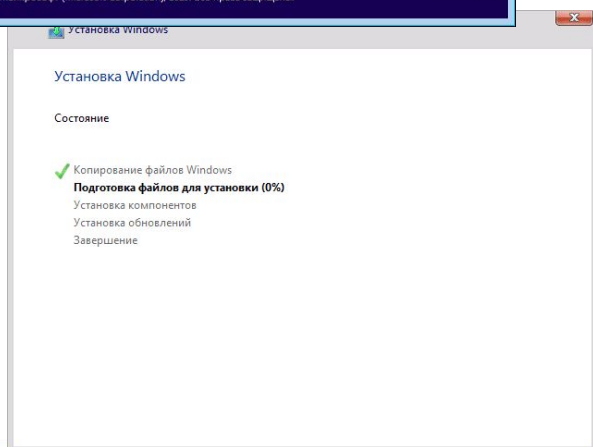 Установка Windows
Установка Windows
Состояние
Копирование файлов Windows
Подготовка файлов для установки (0%)
Установка компонентов
Установка обновлений
Завершение